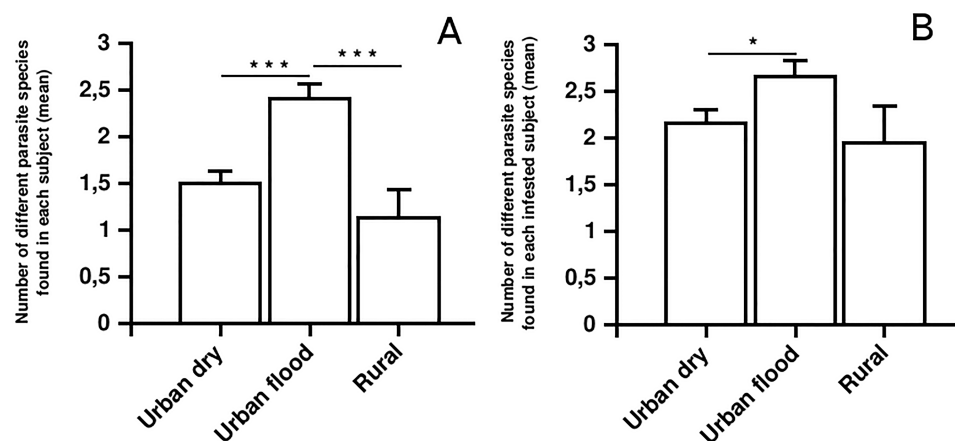 A
Number of different parasite species
found in each subject (mean)
3
2,5
2
1,5
1
0,5
0
* * *
* * *
Urban dry
Urban flood
Rural
B
Number of different parasite species
found in each infested subject (mean)
3
2,5
2
1,5
1
0,5
0
*
Urban dry
Urban flood
Rural